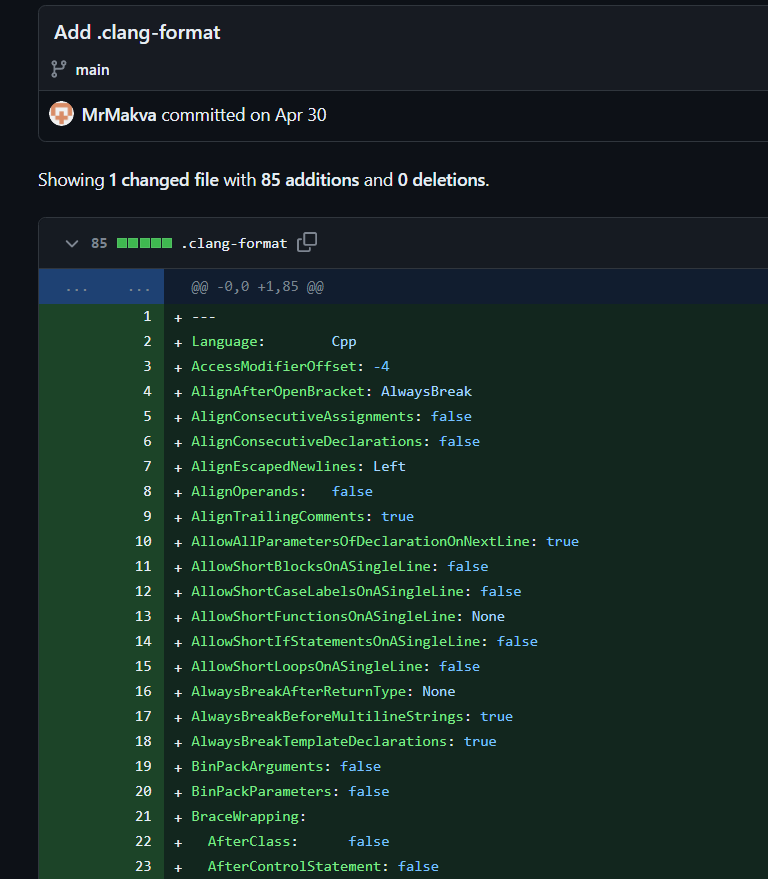 Add .clang-format
main
MrMakva committed on Apr 30
Showing 1 changed file with 85 additions and 0 deletions.
85 .clang-format
... ... @@ -0,0 +1,85 @@
1 + ---
2 + Language:        Cpp
3 + AccessModifierOffset: -4
4 + AlignAfterOpenBracket: AlwaysBreak
5 + AlignConsecutiveAssignments: false
6 + AlignConsecutiveDeclarations: false
7 + AlignEscapedNewlines: Left
8 + AlignOperands:   false
9 + AlignTrailingComments: true
10 + AllowAllParametersOfDeclarationOnNextLine: true
11 + AllowShortBlocksOnASingleLine: false
12 + AllowShortCaseLabelsOnASingleLine: false
13 + AllowShortFunctionsOnASingleLine: None
14 + AllowShortIfStatementsOnASingleLine: false
15 + AllowShortLoopsOnASingleLine: false
16 + AlwaysBreakAfterReturnType: None
17 + AlwaysBreakBeforeMultilineStrings: true
18 + AlwaysBreakTemplateDeclarations: true
19 + BinPackArguments: false
20 + BinPackParameters: false
21 + BraceWrapping:
22 +   AfterClass:      false
23 +   AfterControlStatement: false